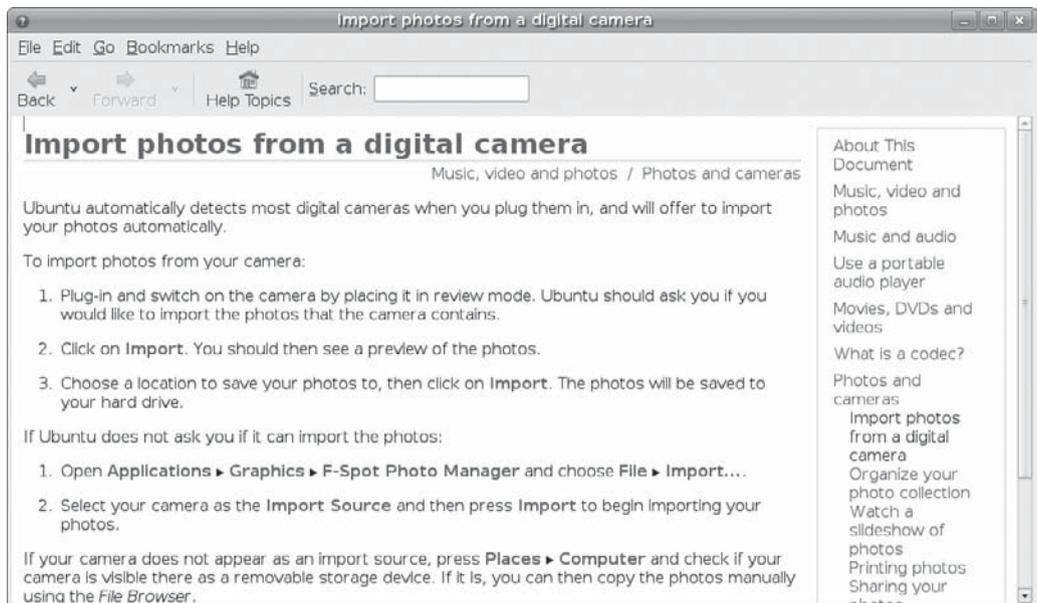 Import photos from a digital camera
File Edit Go Bookmarks Help
Back Forward Help Topics Search:
Import photos from a digital camera
Music, video and photos / Photos and cameras
Ubuntu automatically detects most digital cameras when you plug them in, and will offer to import
your photos automatically.
To import photos from your camera:
1. Plug-in and switch on the camera by placing it in review mode. Ubuntu should ask you if you
would like to import the photos that the camera contains.
2. Click on Import. You should then see a preview of the photos.
3. Choose a location to save your photos to, then click on Import. The photos will be saved to
your hard drive.
If Ubuntu does not ask you if it can import the photos:
1. Open Applications ▸ Graphics ▸ F-Spot Photo Manager and choose File ▸ Import....
2. Select your camera as the Import Source and then press Import to begin importing your
photos.
If your camera does not appear as an import source, press Places ▸ Computer and check if your
camera is visible there as a removable storage device. If it is, you can then copy the photos manually
using the File Browser.
About This
Document
Music, video and
photos
Music and audio
Use a portable
audio player
Movies, DVDs and
videos
What is a codec?
Photos and
cameras
Import photos
from a digital
camera
Organize your
photo collection
Watch a
slideshow of
photos
Printing photos
Sharing your